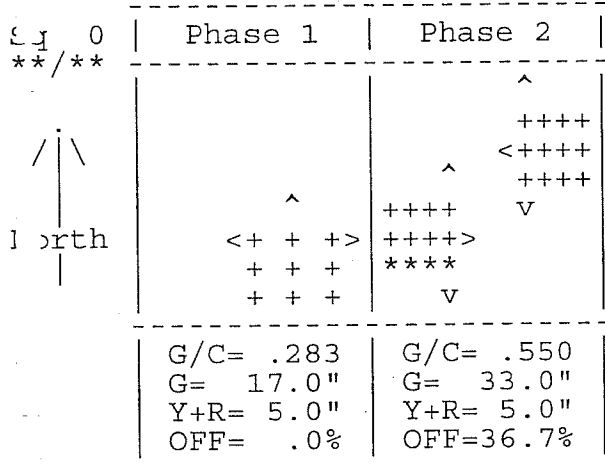 0 | Phase 1 | Phase 2 |
**/**
^
++++
<++++
^ ++++
^ ++++ v
<+ + +> ++++>
+ + + ****
+ + + v
G/C= .283 | G/C= .550
G= 17.0" | G= 33.0"
Y+R= 5.0" | Y+R= 5.0"
OFF= .0% | OFF=36.7%